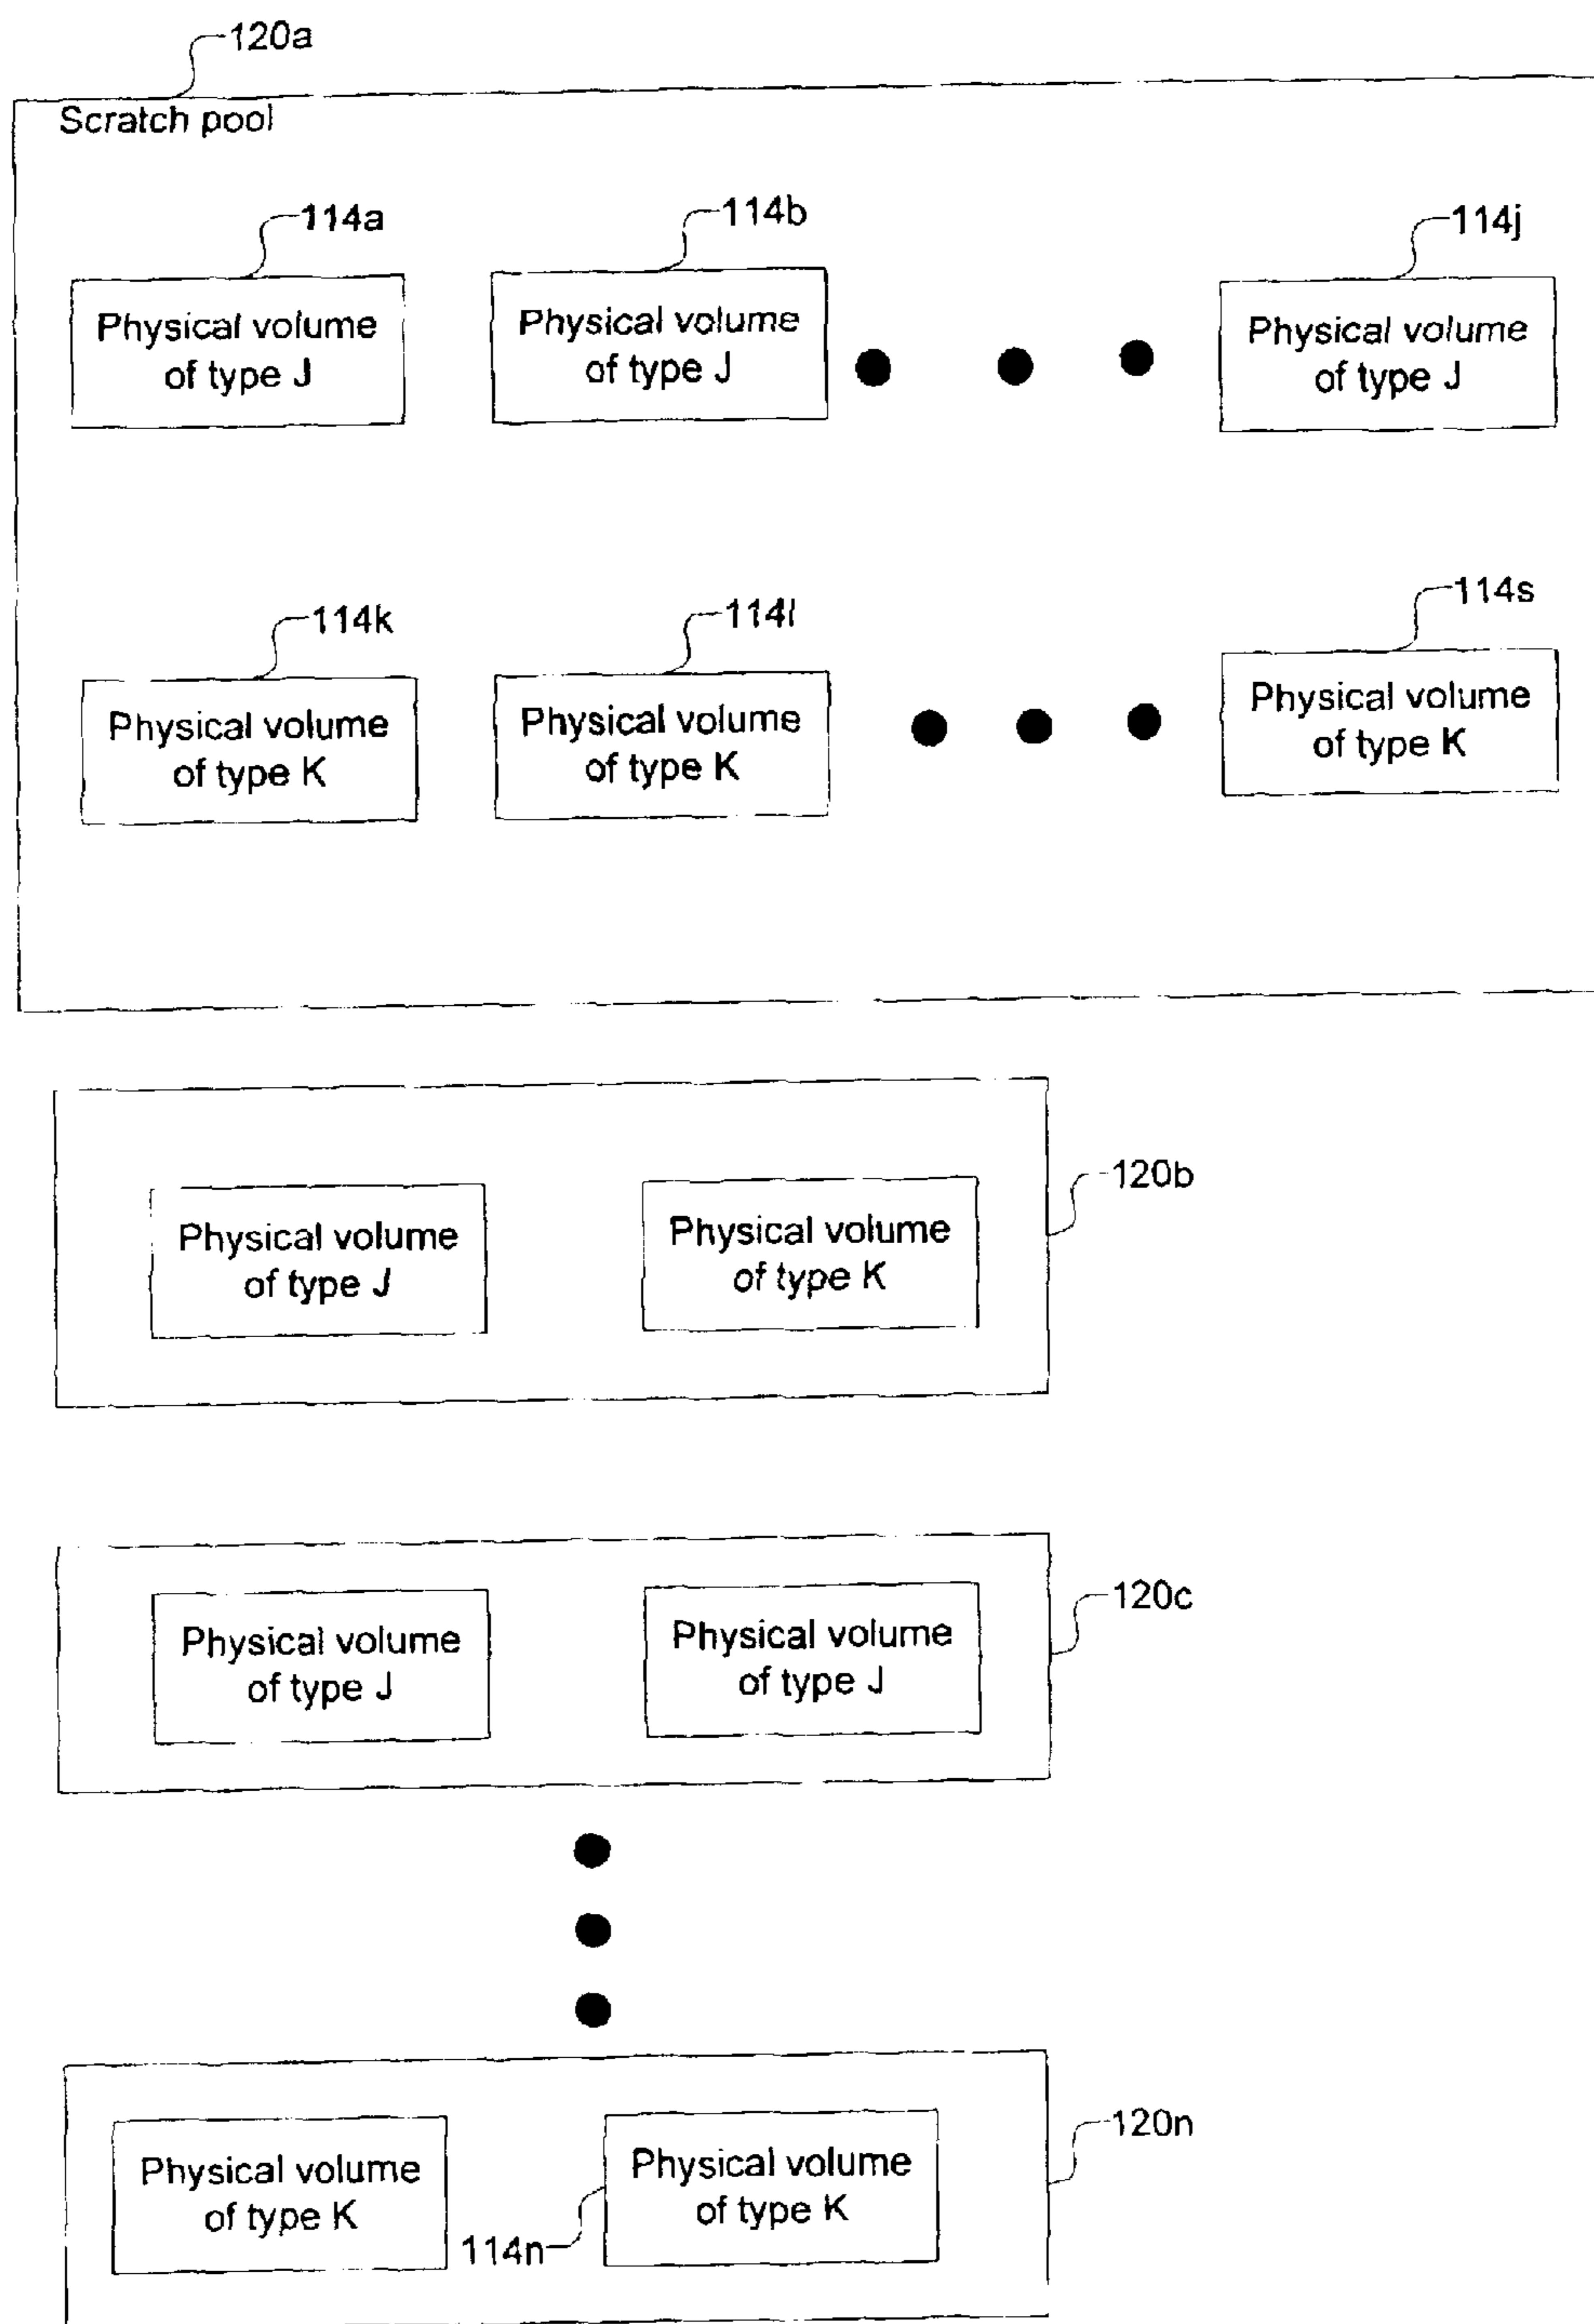 120a
Scratch pool
114a
114b
114j
Physical volume
of type J
Physical volume
of type J
Physical volume
of type J
114k
114l
114s
Physical volume
of type K
Physical volume
of type K
Physical volume
of type K
120b
Physical volume
of type J
Physical volume
of type K
120c
Physical volume
of type J
Physical volume
of type J
120n
Physical volume
of type K
Physical volume
of type K
114n